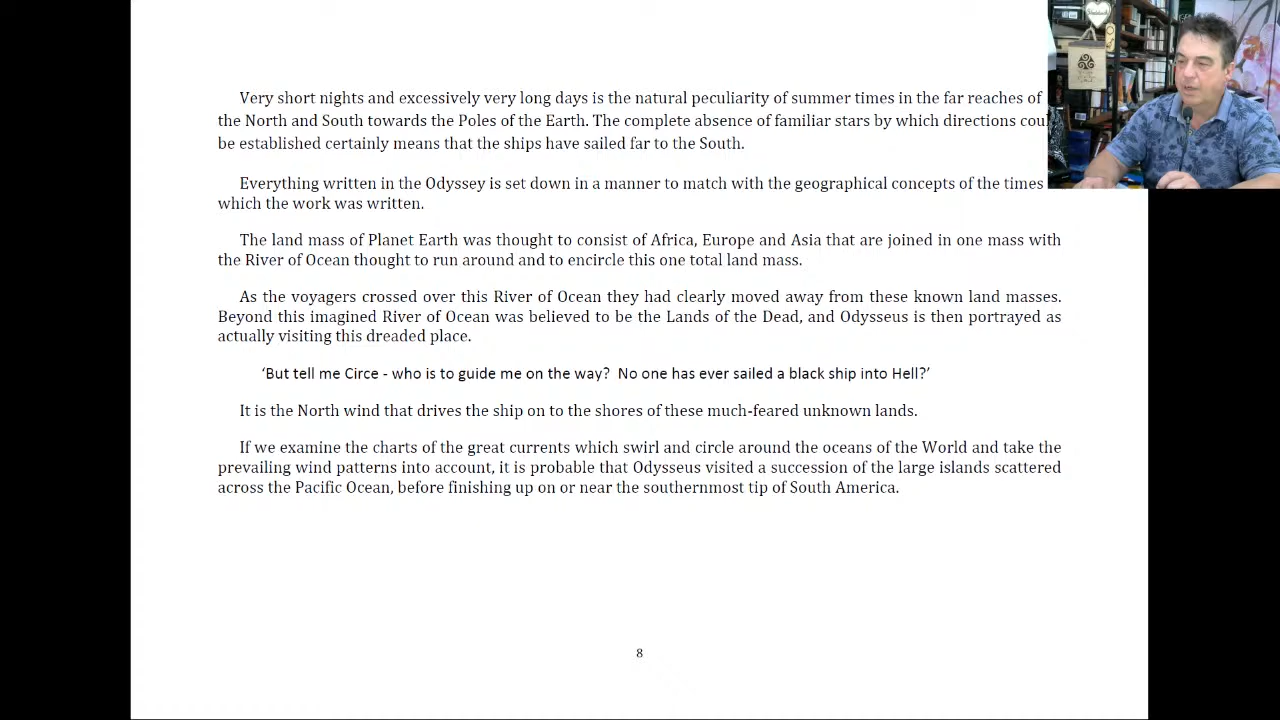 Very short nights and excessively very long days is the natural peculiarity of summer times in the far reaches of
the North and South towards the Poles of the Earth. The complete absence of familiar stars by which directions cou
be established certainly means that the ships have sailed far to the South.
Everything written in the Odyssey is set down in a manner to match with the geographical concepts of the times
which the work was written.
The land mass of Planet Earth was thought to consist of Africa, Europe and Asia that are joined in one mass with
the River of Ocean thought to run around and to encircle this one total land mass.
As the voyagers crossed over this River of Ocean they had clearly moved away from these known land masses.
Beyond this imagined River of Ocean was believed to be the Lands of the Dead, and Odysseus is then portrayed as
actually visiting this dreaded place.
‘But tell me Circe - who is to guide me on the way? No one has ever sailed a black ship into Hell?’
It is the North wind that drives the ship on to the shores of these much-feared unknown lands.
If we examine the charts of the great currents which swirl and circle around the oceans of the World and take the
prevailing wind patterns into account, it is probable that Odysseus visited a succession of the large islands scattered
across the Pacific Ocean, before finishing up on or near the southernmost tip of South America.
8